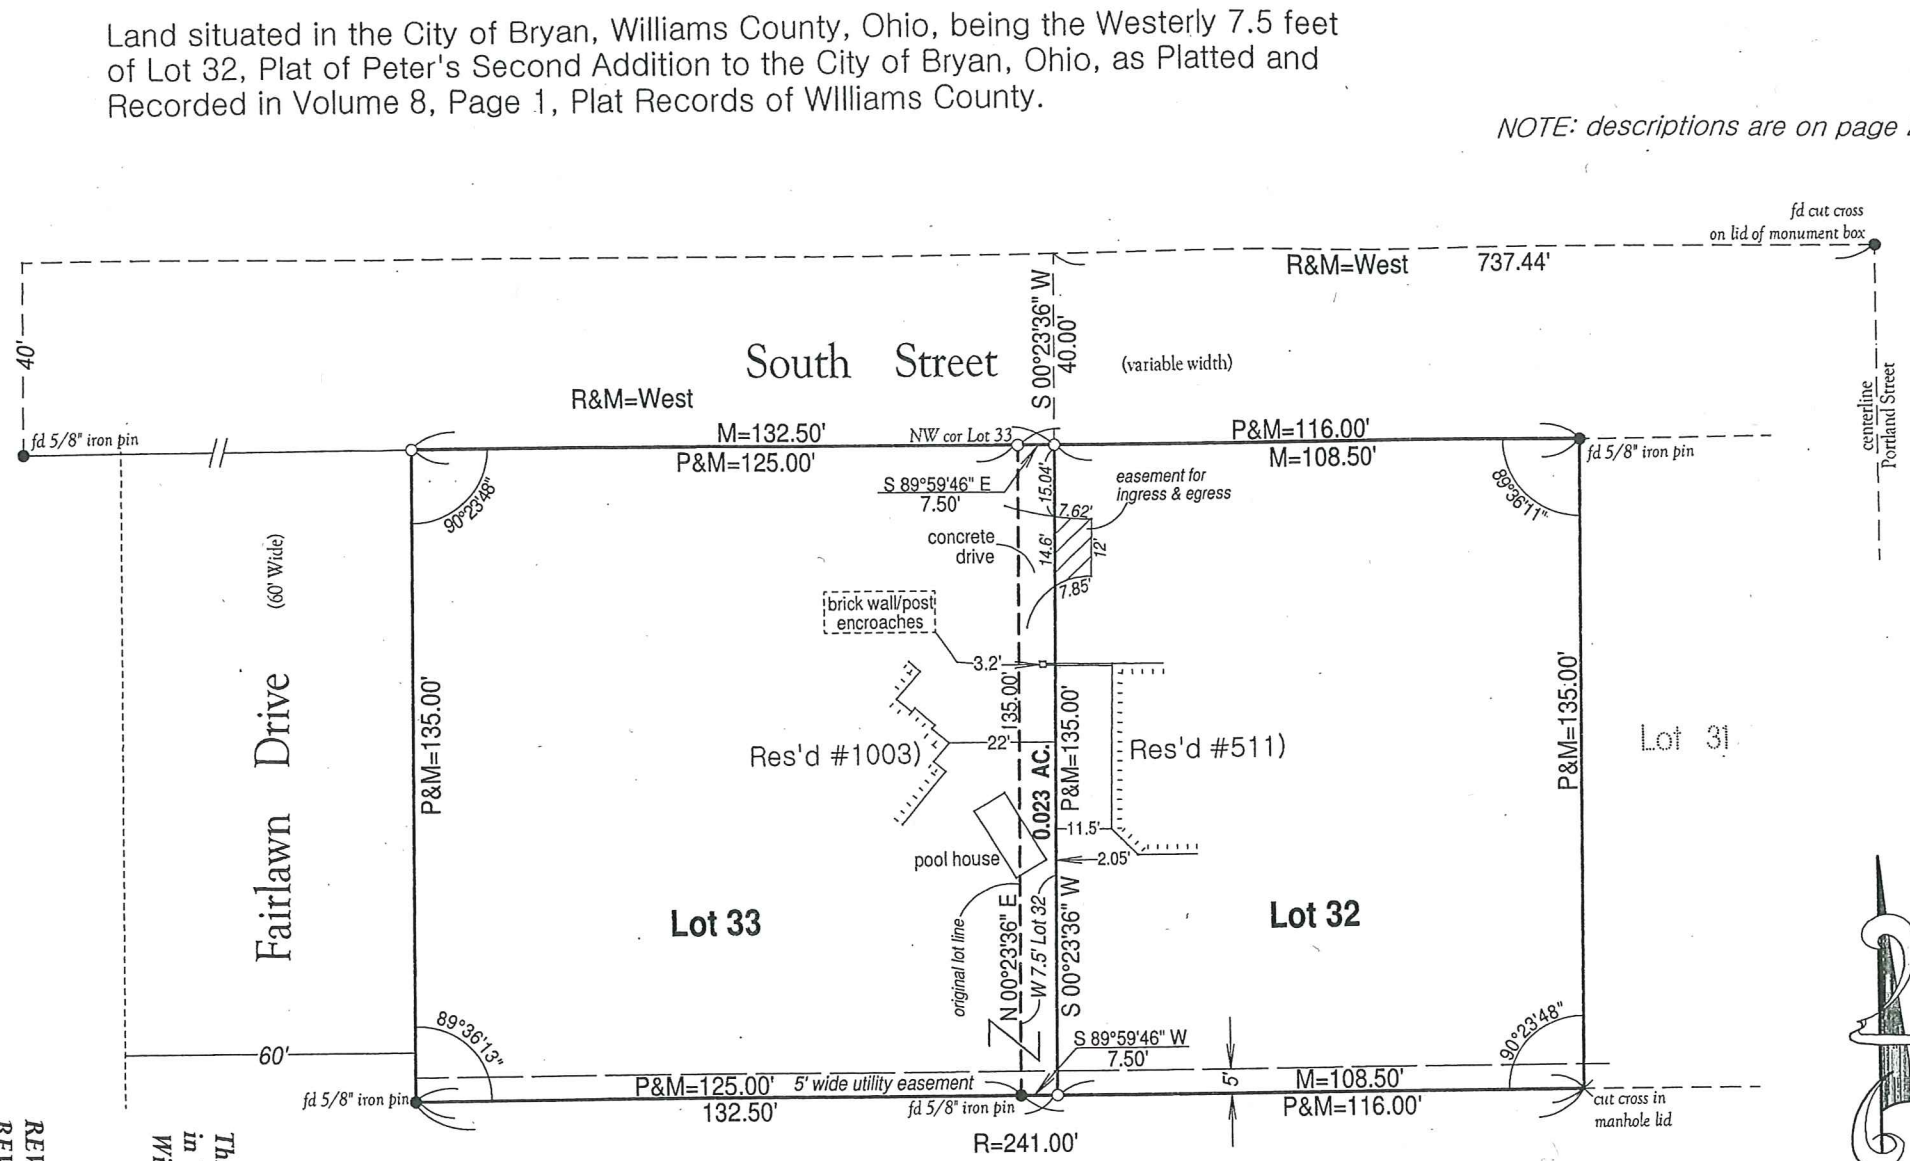 Land situated in the City of Bryan, Williams County, Ohio, being the Westerly 7.5 feet
of Lot 32, Plat of Peter's Second Addition to the City of Bryan, Ohio, as Platted and
Recorded in Volume 8, Page 1, Plat Records of WIlliams County.
NOTE: descriptions are on page
fd cut cross
on lid of monument box
R&M=West 737.44'
S 00°23'36" W
40.00'
40'
South Street
(variable width)
centerline
Portland Street
R&M=West
fd 5/8" iron pin
M=132.50'
P&M=125.00'
NW cor Lot 33
P&M=116.00'
M=108.50'
fd 5/8" iron pin
90°23'48"
S 89°59'46" E
7.50'
15.04'
easement for
ingress & egress
89°36'11"
7.62'
concrete
drive
14.6'
12'
7.85'
Fairlawn Drive (60' Wide)
brick wall/post
encroaches
3.2'
135.00'
P&M=135.00'
Res'd #1003)
22'
0.023 AC.
P&M=135.00'
Res'd #511)
P&M=135.00'
Lot 31
11.5'
pool house
2.05'
Lot 33
Lot 32
original lot line
N 00°23'36" E
W 7.5' Lot 32
S 00°23'36" W
89°36'13"
90°23'48"
60'
Z
S 89°59'46" W
7.50'
5'
P&M=125.00' 5' wide utility easement
M=108.50'
fd 5/8" iron pin
132.50'
fd 5/8" iron pin
P&M=116.00'
cut cross in
manhole lid
R=241.00'
in